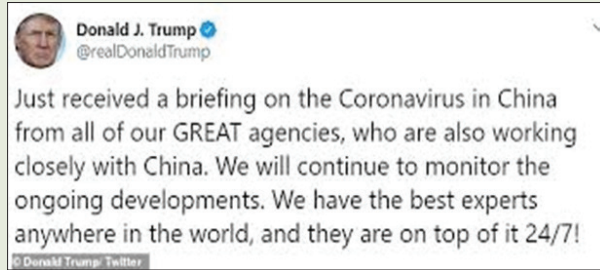 Donald J. Trump
@realDonaldTrump
Just received a briefing on the Coronavirus in China
from all of our GREAT agencies, who are also working
closely with China. We will continue to monitor the
ongoing developments. We have the best experts
anywhere in the world, and they are on top of it 24/7!
© Donald Trump/ Twitter